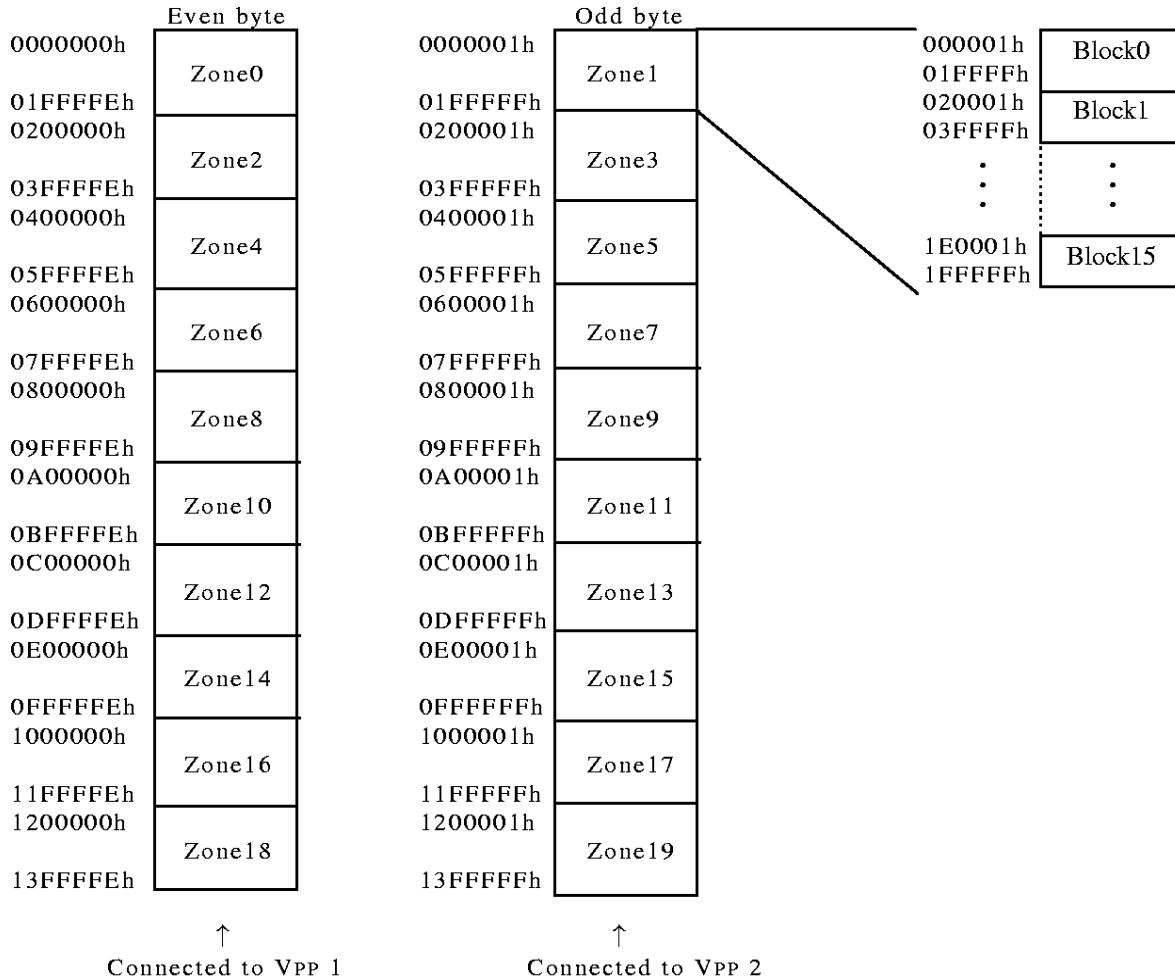 Even byte
0000000h
Zone0
01FFFFEh
0200000h
Zone2
03FFFFEh
0400000h
Zone4
05FFFFEh
0600000h
Zone6
07FFFFEh
0800000h
Zone8
09FFFFEh
0A00000h
Zone10
0BFFFFEh
0C00000h
Zone12
0DFFFFEh
0E00000h
Zone14
0FFFFFEh
1000000h
Zone16
11FFFFEh
1200000h
Zone18
13FFFFEh
↑
Connected to VPP 1
Odd byte
0000001h
Zone1
01FFFFFh
0200001h
Zone3
03FFFFFh
0400001h
Zone5
05FFFFFh
0600001h
Zone7
07FFFFFh
0800001h
Zone9
09FFFFFh
0A00001h
Zone11
0BFFFFFh
0C00001h
Zone13
0DFFFFFh
0E00001h
Zone15
0FFFFFFh
1000001h
Zone17
11FFFFFh
1200001h
Zone19
13FFFFFh
↑
Connected to VPP 2
000001h
Block0
01FFFFh
020001h
Block1
03FFFFh
1E0001h
Block15
1FFFFFh